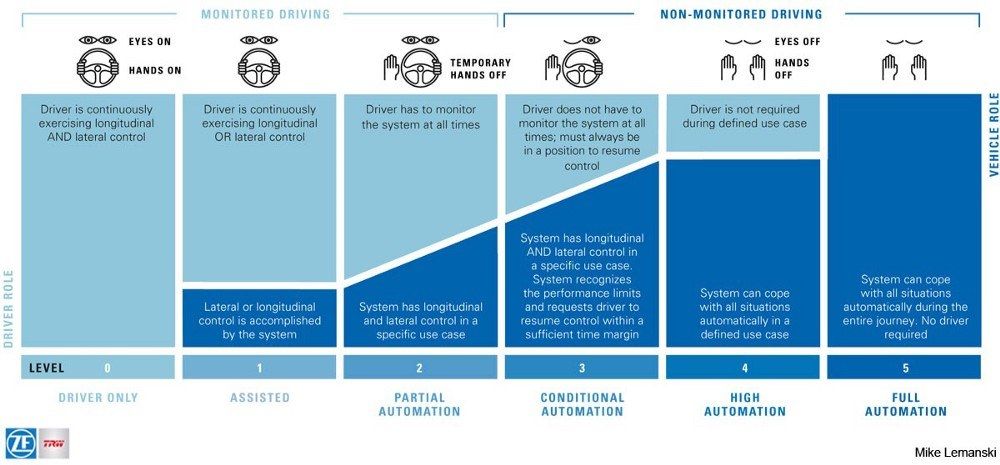 MONITORED DRIVING
NON-MONITORED DRIVING
EYES ON
HANDS ON
TEMPORARY
HANDS OFF
EYES OFF
HANDS
OFF
DRIVER ROLE
VEHICLE ROLE
Driver is continuously
exercising longitudinal
AND lateral control
Driver is continuously
exercising longitudinal
OR lateral control
Lateral or longitudinal
control is accomplished
by the system
Driver has to monitor
the system at all times
System has longitudinal
and lateral control in a
specific use case
Driver does not have to
monitor the system at all
times; must always be
in a position to resume
control
System has longitudinal
AND lateral control in
a specific use case.
System recognizes
the performance limits
and requests driver to
resume control within a
sufficient time margin
Driver is not required
during defined use case
System can cope
with all situations
automatically in a
defined use case
System can cope
with all situations
automatically during the
entire journey. No driver
required
LEVEL 0 1 2 3 4 5
DRIVER ONLY
ASSISTED
PARTIAL
AUTOMATION
CONDITIONAL
AUTOMATION
HIGH
AUTOMATION
FULL
AUTOMATION
ZF
TRW
Mike Lemanski